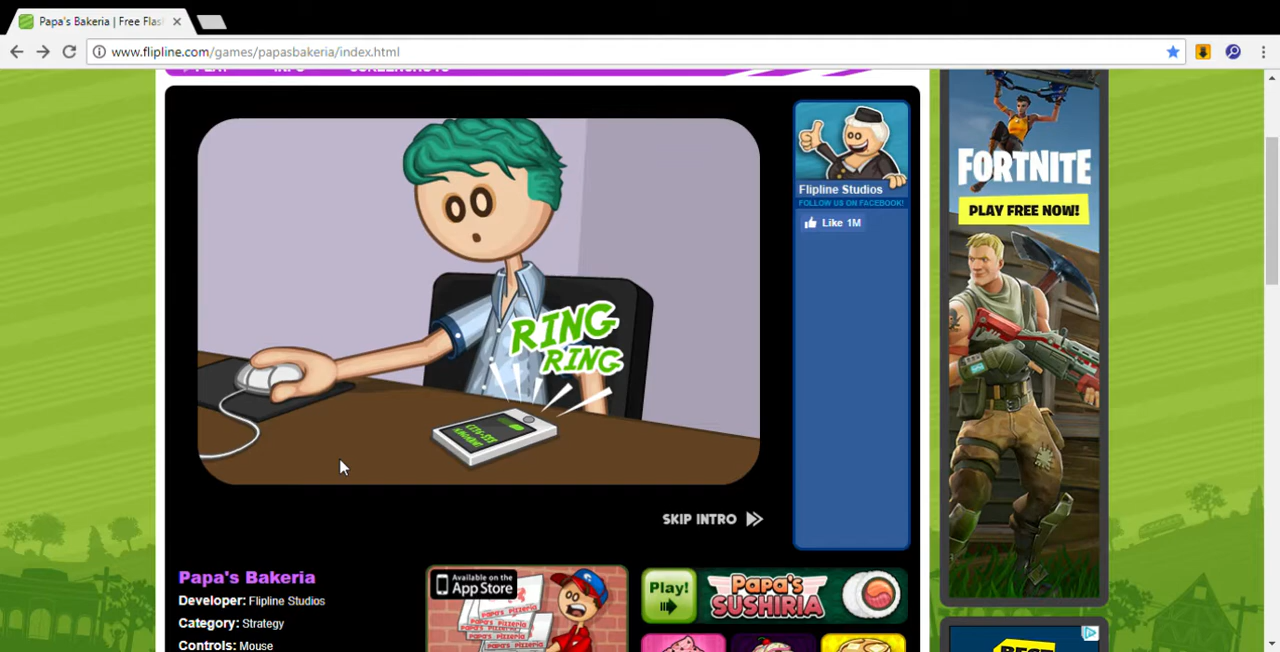 Papa's Bakeria | Free Flas
www.flipline.com/games/papasbakeria/index.html
RING
RING
SKIP INTRO
Flipline Studios
FOLLOW US ON FACEBOOK!
Like 1M
FORTNITE
PLAY FREE NOW!
Papa's Bakeria
Developer: Flipline Studios
Category: Strategy
Controls: Mouse
Available on the
App Store
Play!
Papa's
SUSHIRIA